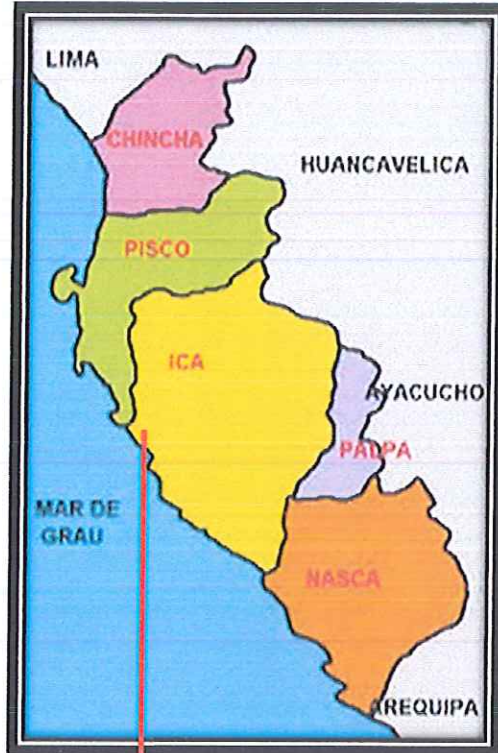 LIMA
CHINCHA
HUANCAVELICA
PISCO
ICA
AYACUCHO
PALPA
MAR DE
GRAU
NASCA
AREQUIPA